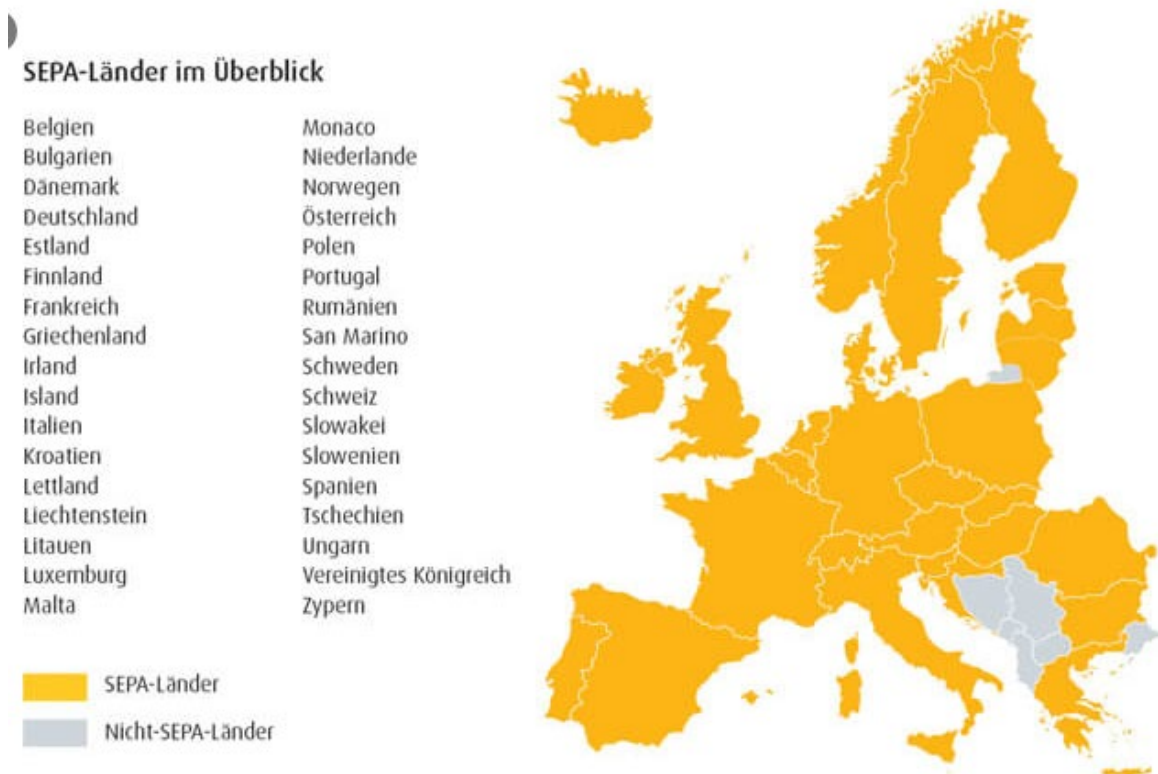 SEPA-Länder im Überblick
Belgien
Bulgarien
Dänemark
Deutschland
Estland
Finnland
Frankreich
Griechenland
Irland
Island
Italien
Kroatien
Lettland
Liechtenstein
Litauen
Luxemburg
Malta
Monaco
Niederlande
Norwegen
Österreich
Polen
Portugal
Rumänien
San Marino
Schweden
Schweiz
Slowakei
Slowenien
Spanien
Tschechien
Ungarn
Vereinigtes Königreich
Zypern
SEPA-Länder
Nicht-SEPA-Länder